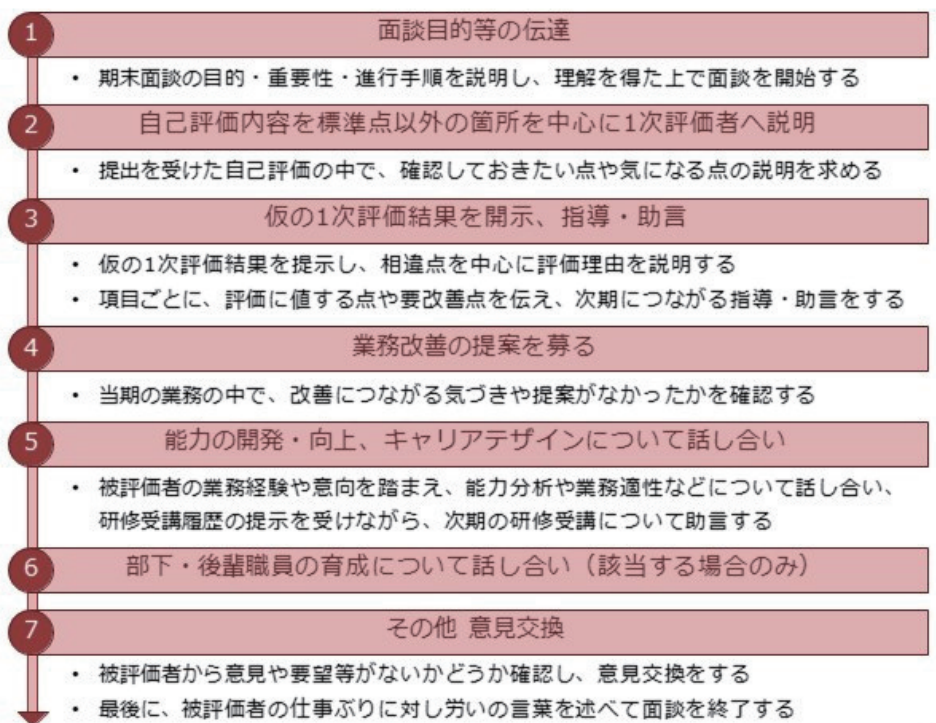 1
面談目的等の伝達
・ 期末面談の目的・重要性・進行手順を説明し、理解を得た上で面談を開始する
2
自己評価内容を標準点以外の箇所を中心に1次評価者へ説明
・ 提出を受けた自己評価の中で、確認しておきたい点や気になる点の説明を求める
3
仮の1次評価結果を開示、指導・助言
・ 仮の1次評価結果を提示し、相違点を中心に評価理由を説明する
・ 項目ごとに、評価に値する点や要改善点を伝え、次期につながる指導・助言をする
4
業務改善の提案を募る
・ 当期の業務の中で、改善につながる気づきや提案がなかったかを確認する
5
能力の開発・向上、キャリアデザインについて話し合い
・ 被評価者の業務経験や意向を踏まえ、能力分析や業務適性などについて話し合い、
研修受講履歴の提示を受けながら、次期の研修受講について助言する
6
部下・後輩職員の育成について話し合い（該当する場合のみ）
7
その他 意見交換
・ 被評価者から意見や要望等がないかどうか確認し、意見交換をする
・ 最後に、被評価者の仕事ぶりに対し労いの言葉を述べて面談を終了する